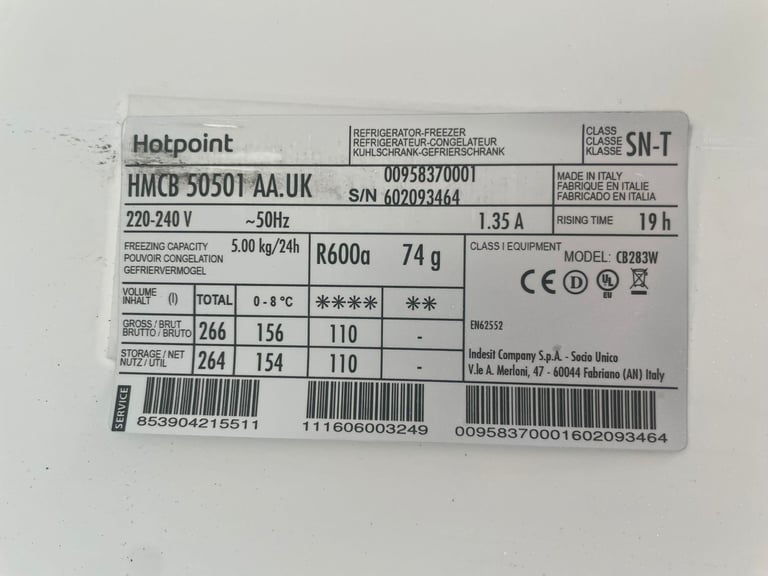 Hotpoint
REFRIGERATOR-FREEZER
REFRIGERATEUR-CONGELATEUR
KUHLSCHRANK-GEFRIERSCHRANK
CLASS
CLASSE
KLASSE
SN-T
HMCB 50501 AA.UK
00958370001
S/N 602093464
MADE IN ITALY
FABRIQUE EN ITALIE
FABRICADO EN ITALIA
220-240 V ~50Hz 1.35 A
RISING TIME 19 h
FREEZING CAPACITY 5.00 kg/24h
POUVOIR CONGELATION
GEFRIERVERMOGEL
R600a 74 g
CLASS I EQUIPMENT MODEL: CB283W
CE D UL
EU
VOLUME
INHALT (l) TOTAL 0 - 8 °C **** **
GROSS / BRUT
BRUTTO / BRUTO 266 156 110 -
STORAGE / NET
NUTZ / UTIL 264 154 110 -
EN62552
Indesit Company S.p.A. - Socio Unico
V.le A. Merloni, 47 - 60044 Fabriano (AN) Italy
SERVICE
853904215511
111606003249
00958370001602093464